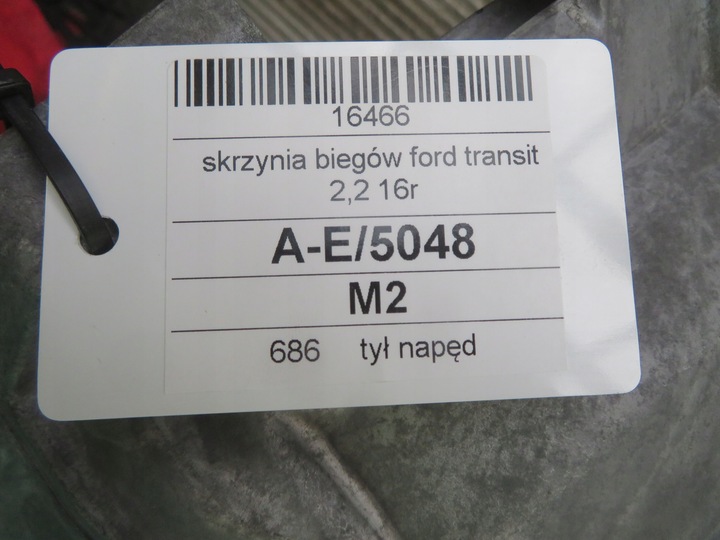 16466
skrzynia biegów ford transit
2,2 16r
A-E/5048
M2
686 tył napęd